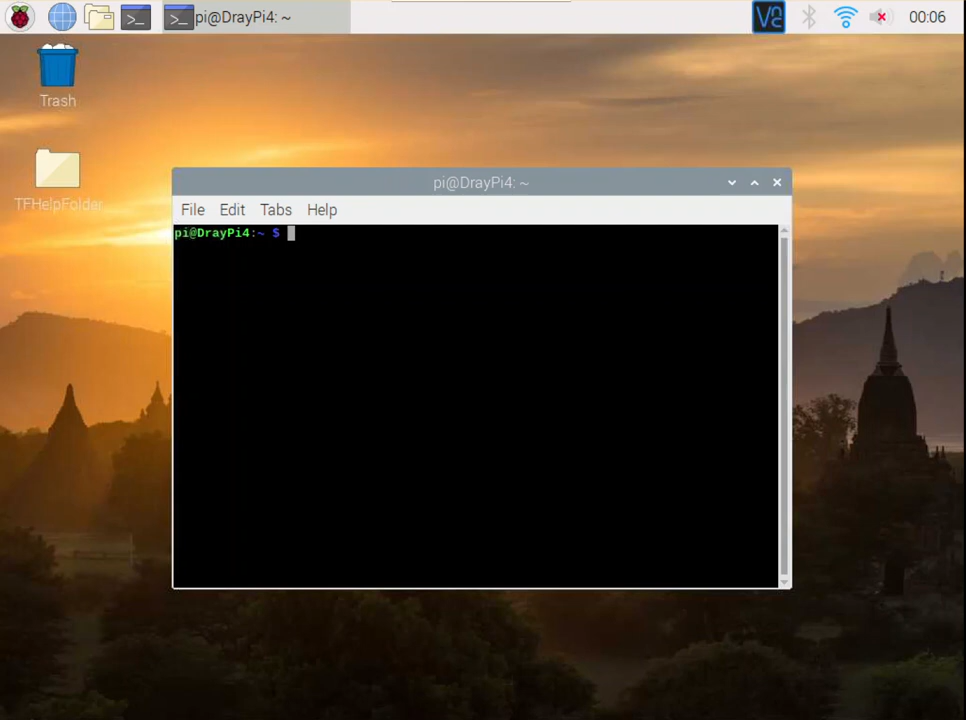 pi@DrayPi4: ~
00:06
Trash
TFHelpFolder
pi@DrayPi4: ~
File Edit Tabs Help
pi@DrayPi4:~ $